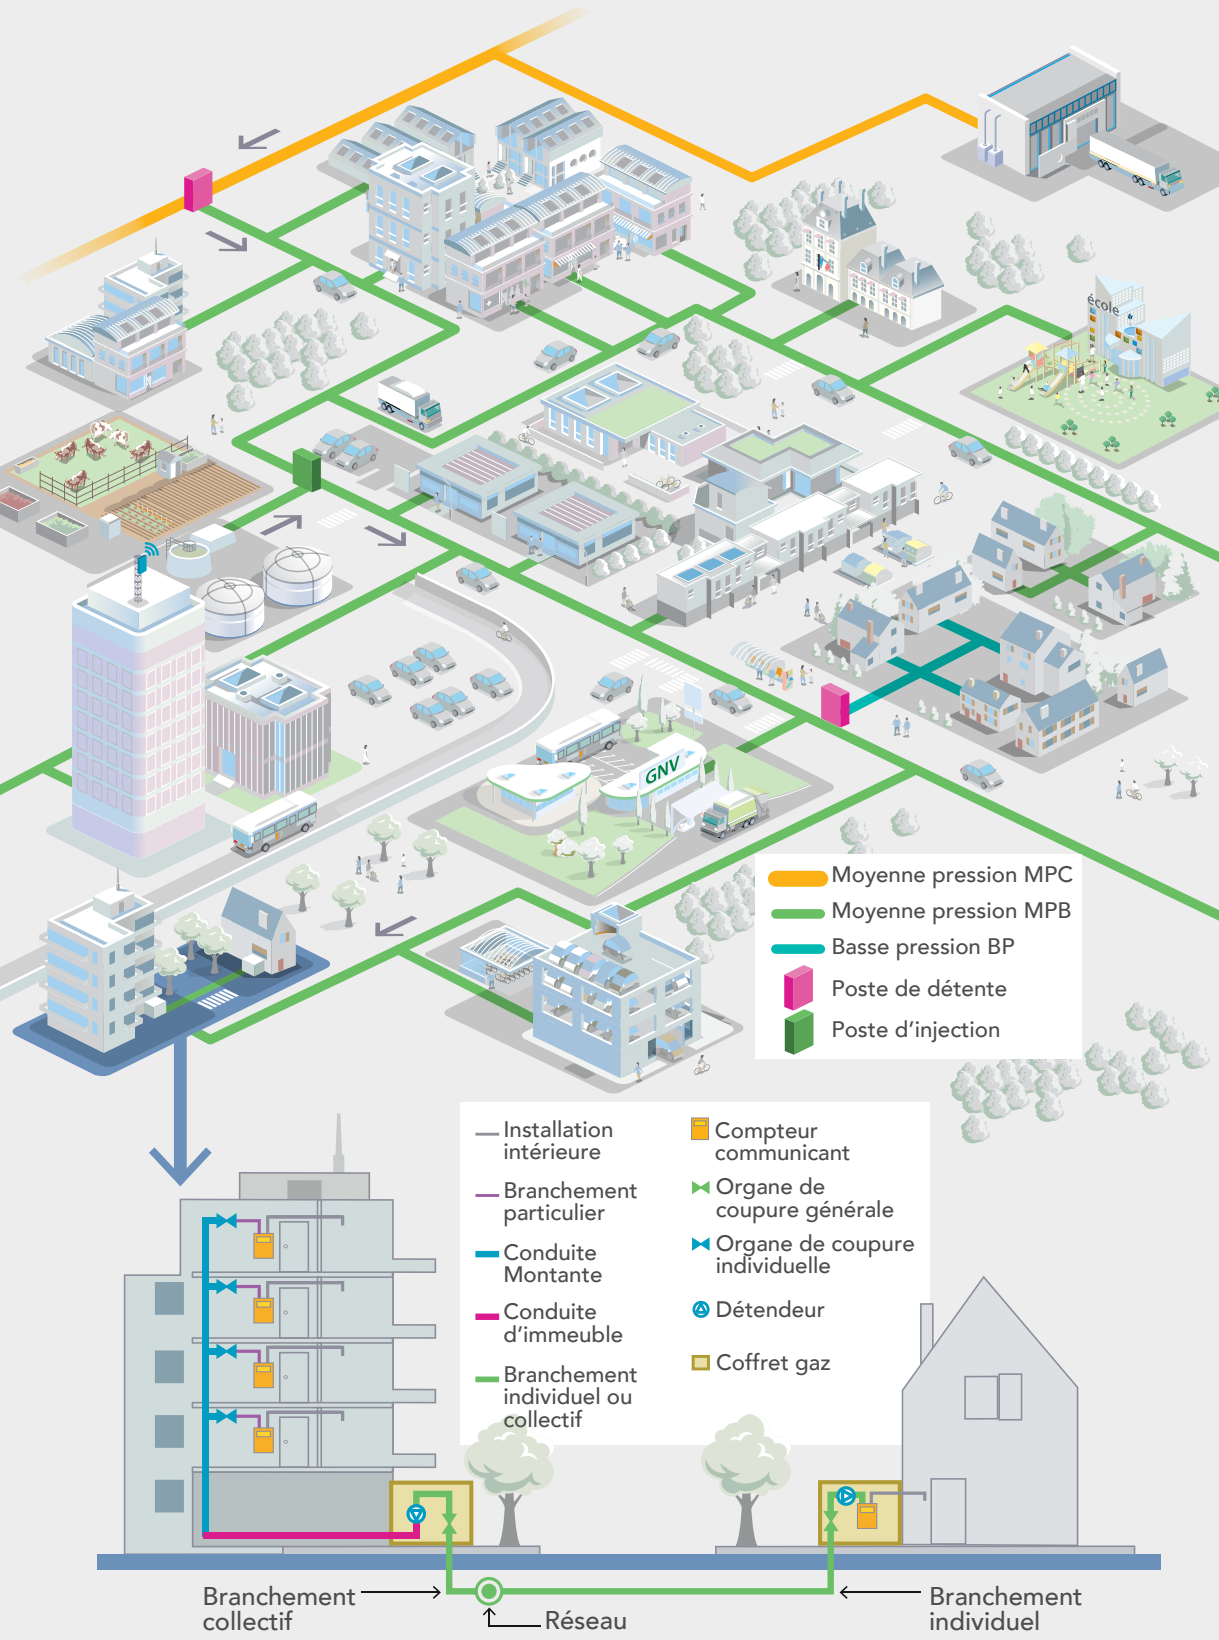 école
GNV
Moyenne pression MPC
Moyenne pression MPB
Basse pression BP
Poste de détente
Poste d'injection
Installation
intérieure
Branchement
particulier
Conduite
Montante
Conduite
d'immeuble
Branchement
individuel ou
collectif
Compteur
communicant
Organe de
coupure générale
Organe de coupure
individuelle
Détendeur
Coffret gaz
Branchement
collectif
Réseau
Branchement
individuel